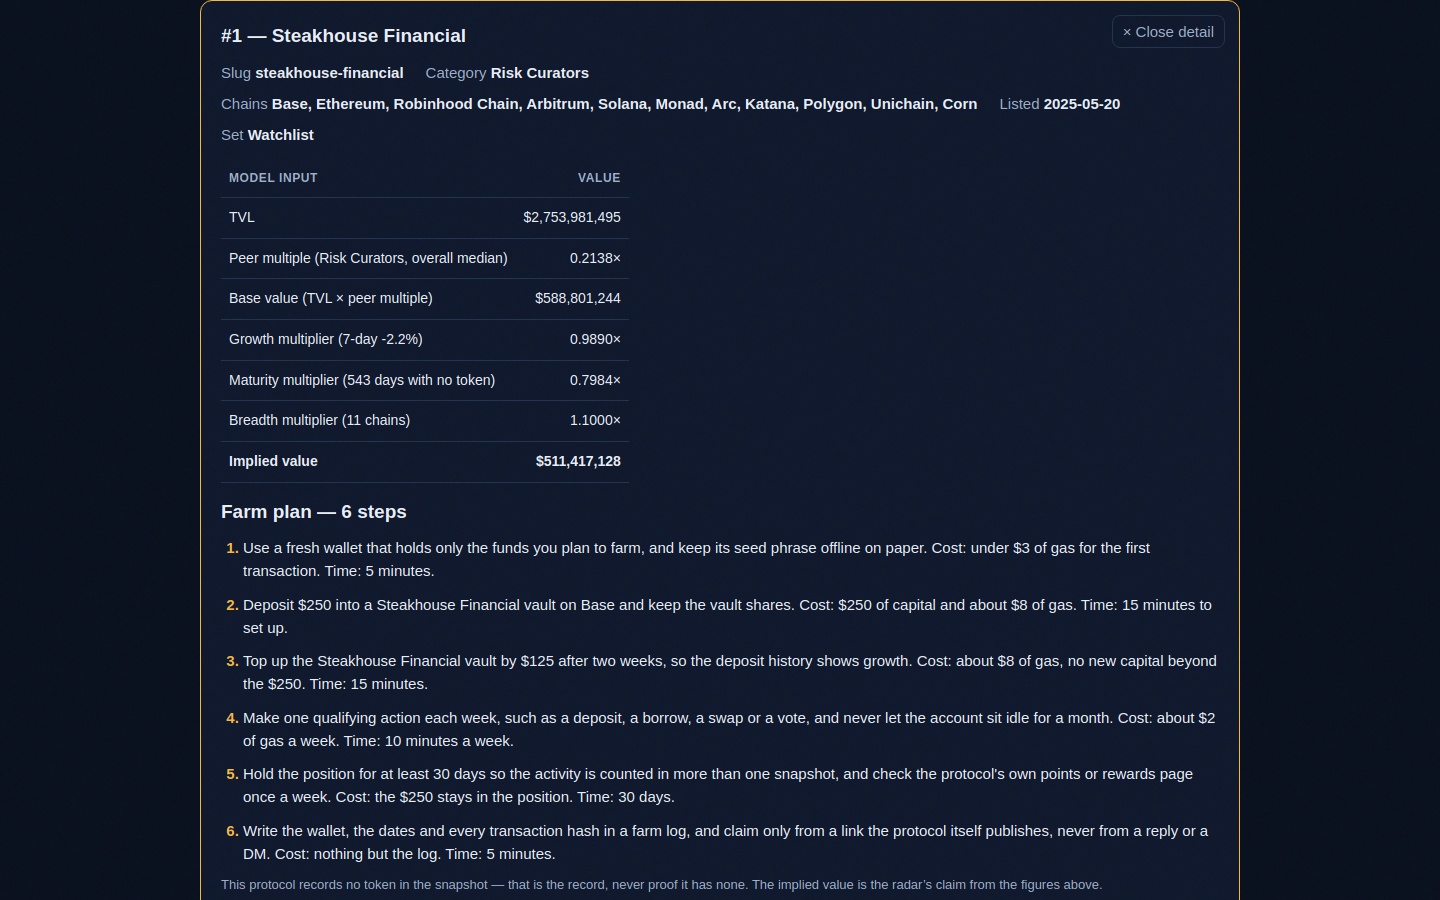 #1 — Steakhouse Financial
× Close detail
Slug steakhouse-financial Category Risk Curators
Chains Base, Ethereum, Robinhood Chain, Arbitrum, Solana, Monad, Arc, Katana, Polygon, Unichain, Corn Listed 2025-05-20
Set Watchlist
MODEL INPUT VALUE
TVL $2,753,981,495
Peer multiple (Risk Curators, overall median) 0.2138×
Base value (TVL × peer multiple) $588,801,244
Growth multiplier (7-day -2.2%) 0.9890×
Maturity multiplier (543 days with no token) 0.7984×
Breadth multiplier (11 chains) 1.1000×
Implied value $511,417,128
Farm plan — 6 steps
1. Use a fresh wallet that holds only the funds you plan to farm, and keep its seed phrase offline on paper. Cost: under $3 of gas for the first
transaction. Time: 5 minutes.
2. Deposit $250 into a Steakhouse Financial vault on Base and keep the vault shares. Cost: $250 of capital and about $8 of gas. Time: 15 minutes to
set up.
3. Top up the Steakhouse Financial vault by $125 after two weeks, so the deposit history shows growth. Cost: about $8 of gas, no new capital beyond
the $250. Time: 15 minutes.
4. Make one qualifying action each week, such as a deposit, a borrow, a swap or a vote, and never let the account sit idle for a month. Cost: about $2
of gas a week. Time: 10 minutes a week.
5. Hold the position for at least 30 days so the activity is counted in more than one snapshot, and check the protocol's own points or rewards page
once a week. Cost: the $250 stays in the position. Time: 30 days.
6. Write the wallet, the dates and every transaction hash in a farm log, and claim only from a link the protocol itself publishes, never from a reply or a
DM. Cost: nothing but the log. Time: 5 minutes.
This protocol records no token in the snapshot — that is the record, never proof it has none. The implied value is the radar’s claim from the figures above.